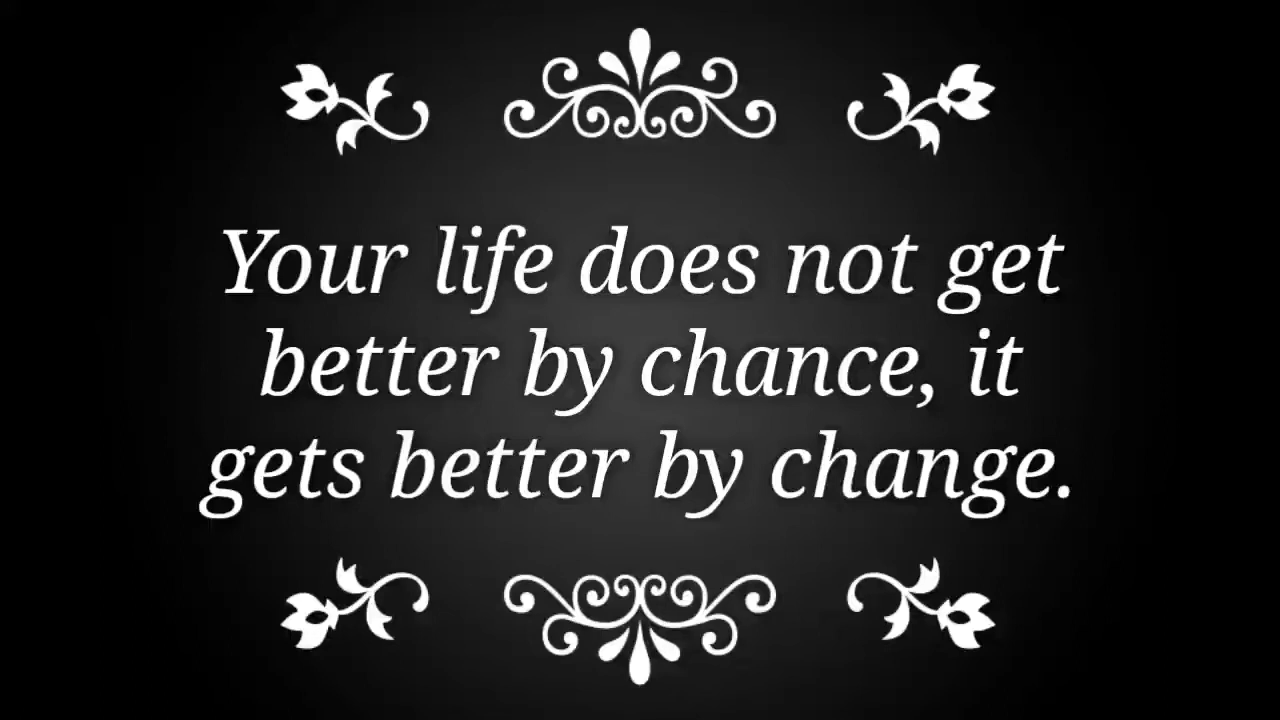 Your life does not get
better by chance, it
gets better by change.